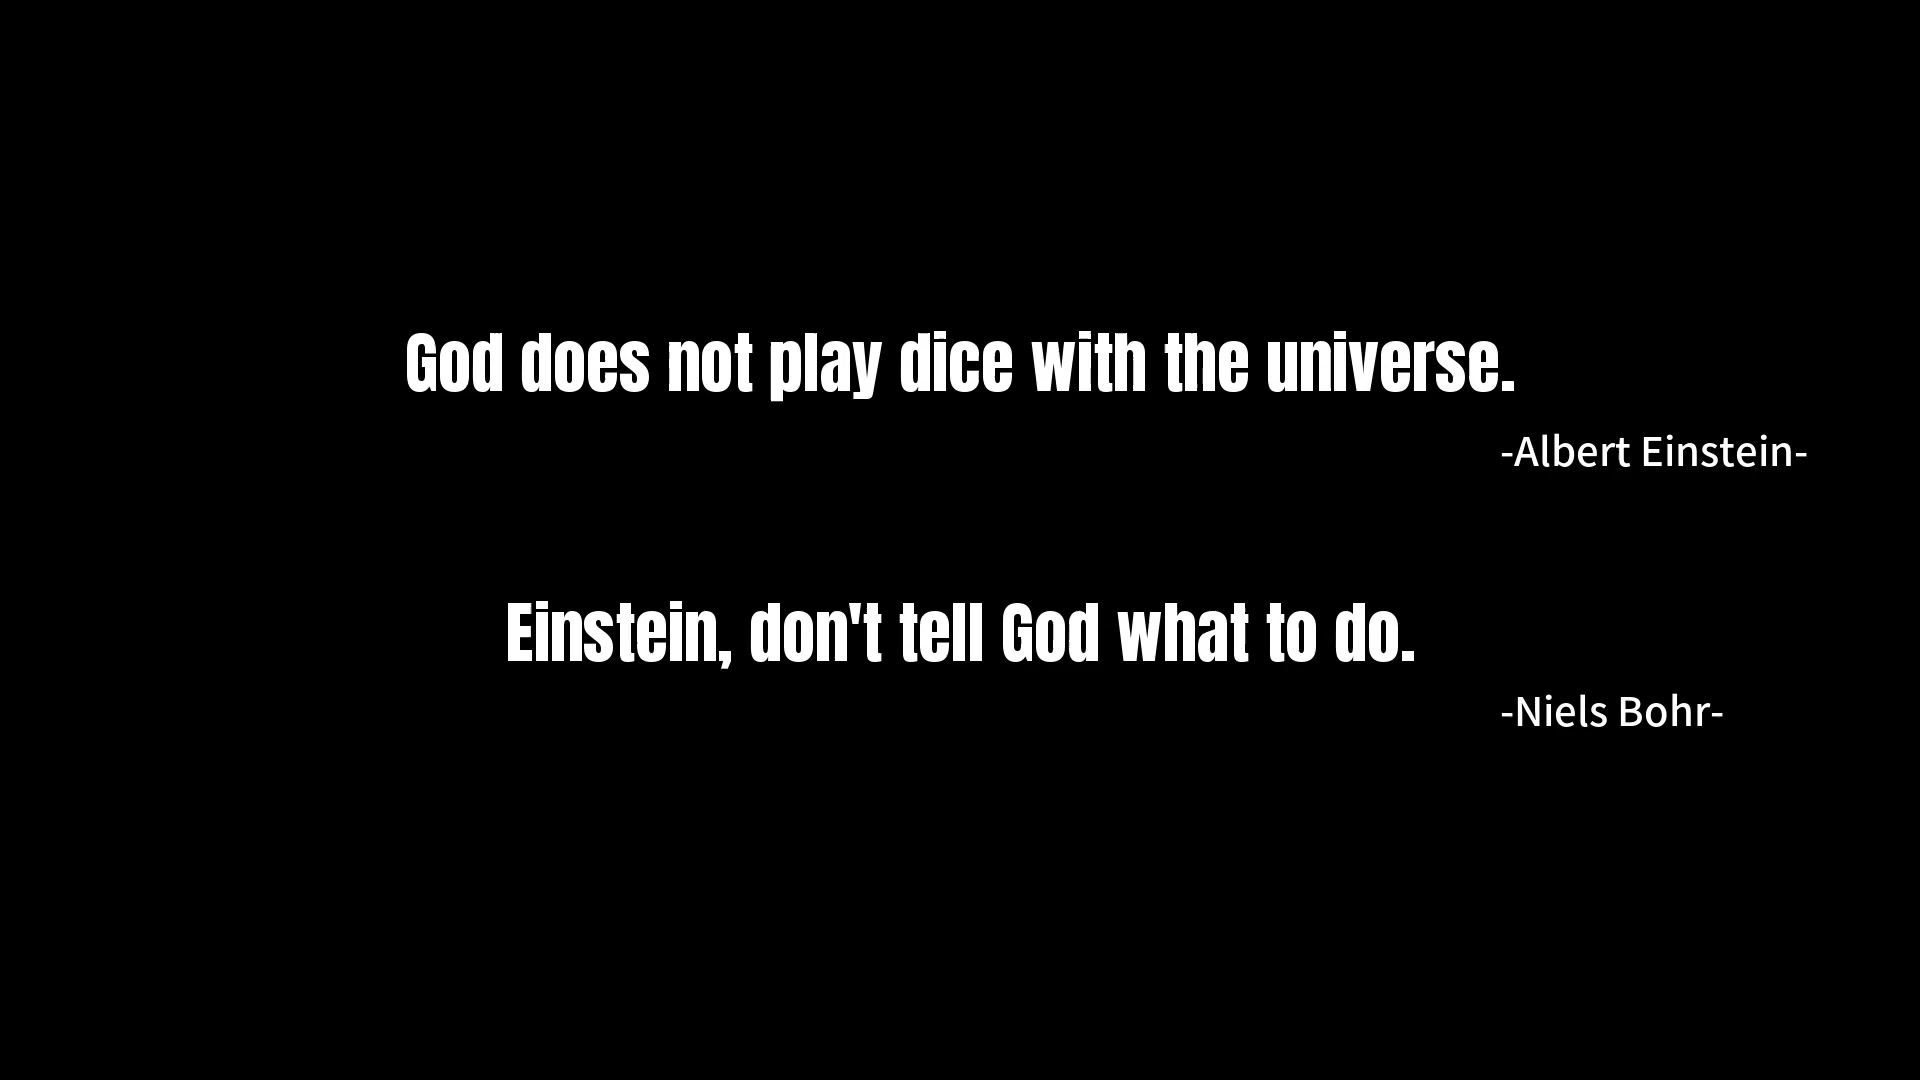 God does not play dice with the universe.
-Albert Einstein-
Einstein, don't tell God what to do.
-Niels Bohr-